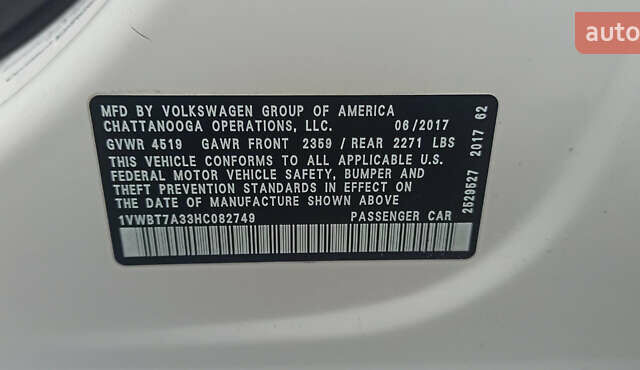 auto
MFD BY VOLKSWAGEN GROUP OF AMERICA
CHATTANOOGA OPERATIONS, LLC. 06/2017
GVWR 4519 GAWR FRONT 2359 / REAR 2271 LBS
THIS VEHICLE CONFORMS TO ALL APPLICABLE U.S.
FEDERAL MOTOR VEHICLE SAFETY, BUMPER AND
THEFT PREVENTION STANDARDS IN EFFECT ON
THE DATE OF MANUFACTURE SHOWN ABOVE
1VWBT7A33HC082749 PASSENGER CAR
2529527 2017 62